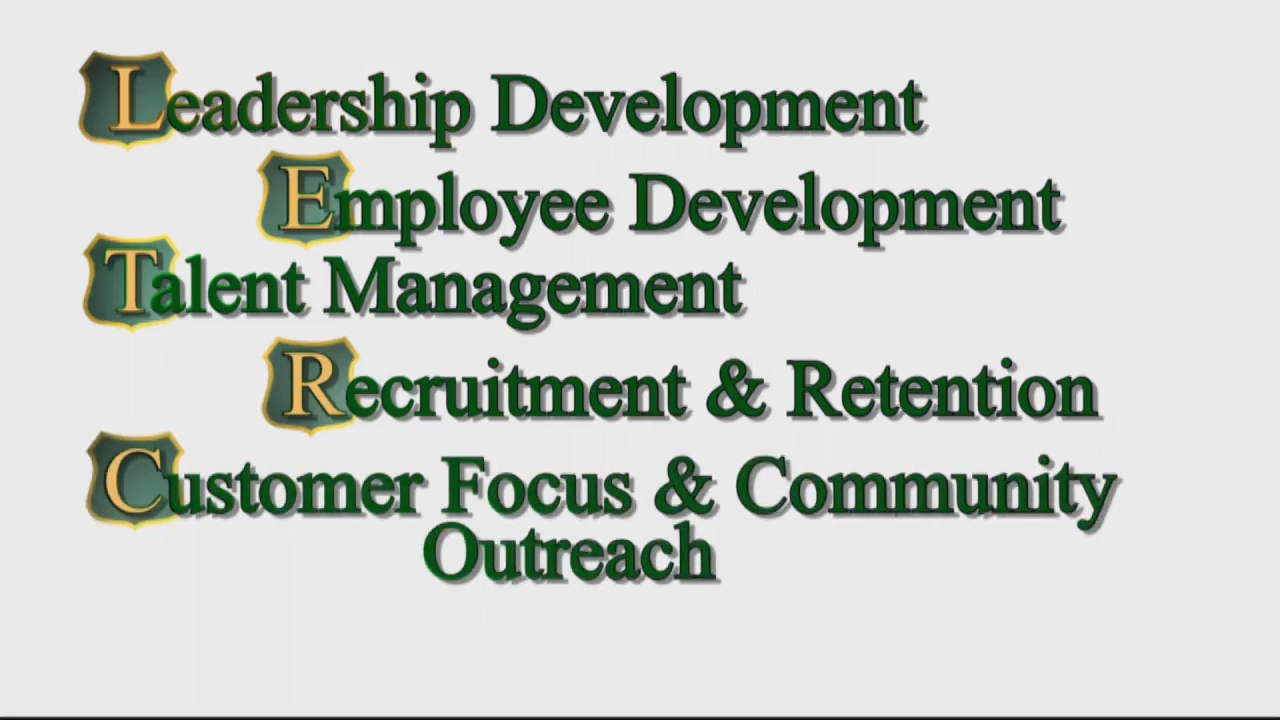 Leadership Development
Employee Development
Talent Management
Recruitment & Retention
Customer Focus & Community
Outreach